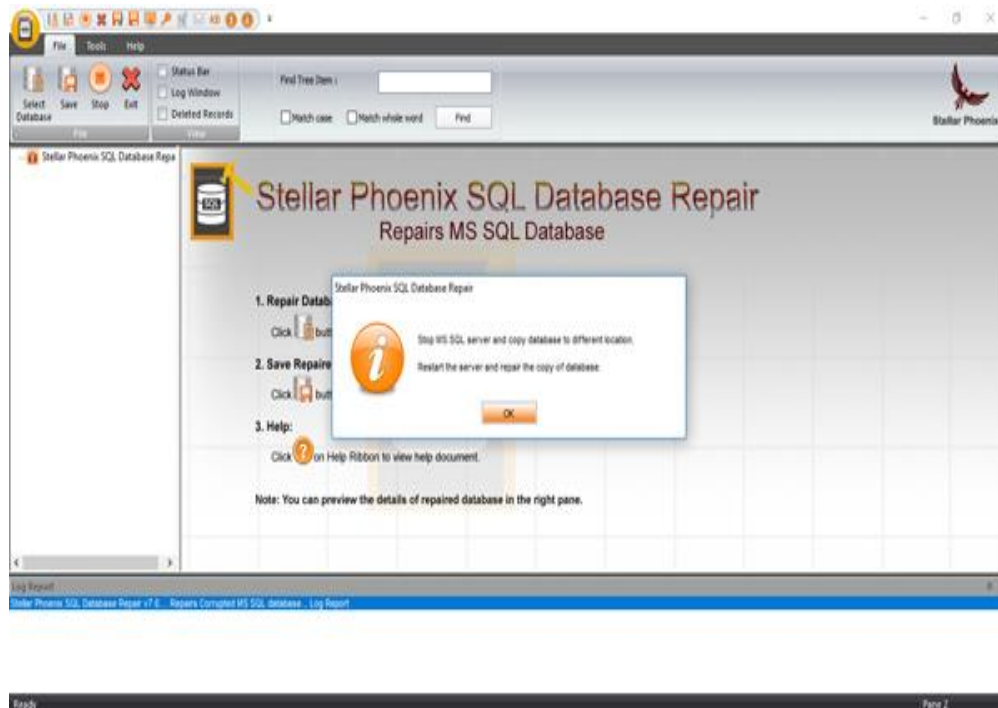 File Tools Help
Select Database
Save
Stop
Exit
Status Bar
Log Window
Deleted Records
File
View
Find Tree Item :
Match case
Match whole word
Find
Stellar Phoenix
Stellar Phoenix SQL Database Repa
SQL
Stellar Phoenix SQL Database Repair
Repairs MS SQL Database
Stellar Phoenix SQL Database Repair
Stop MS SQL server and copy database to different location.
Restart the server and repair the copy of database.
OK
1. Repair Datab
Click butt
2. Save Repaire
Click butt
3. Help:
Click ? on Help Ribbon to view help document.
Note: You can preview the details of repaired database in the right pane.
Log Report
Stellar Phoenix SQL Database Repair Repairs Corrupted MS SQL database... Log Report
Ready
Pane 2